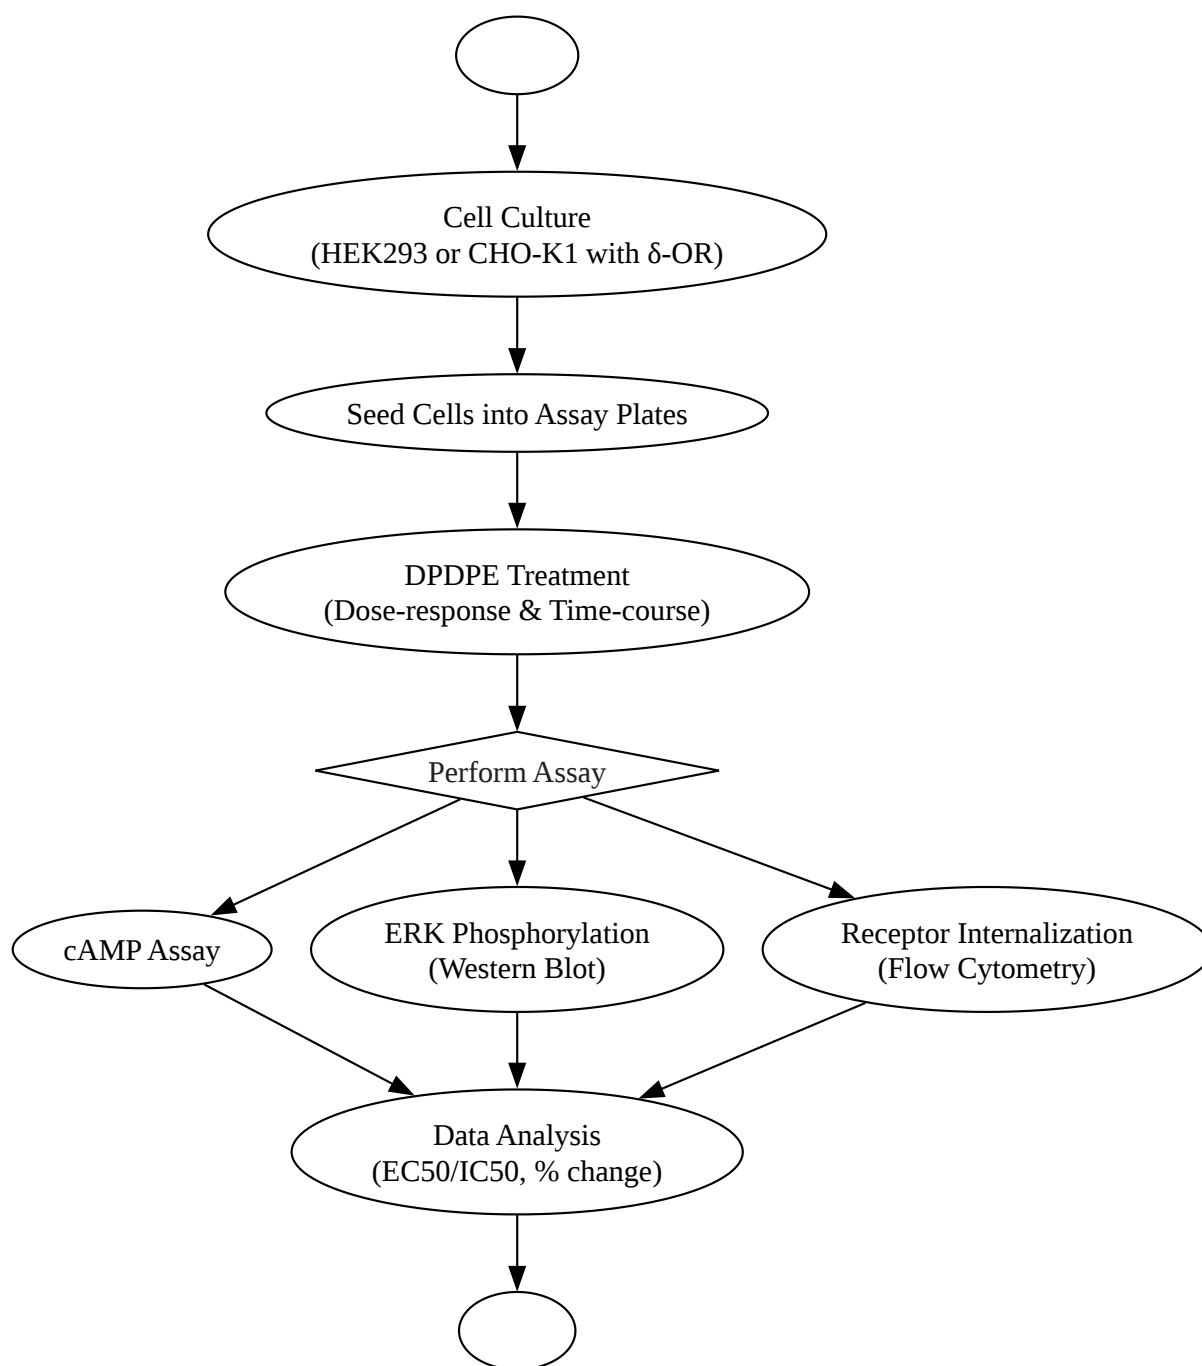 Cell Culture
(HEK293 or CHO-K1 with δ-OR)
Seed Cells into Assay Plates
DPDPE Treatment
(Dose-response & Time-course)
Perform Assay
cAMP Assay
ERK Phosphorylation
(Western Blot)
Receptor Internalization
(Flow Cytometry)
Data Analysis
(EC50/IC50, % change)